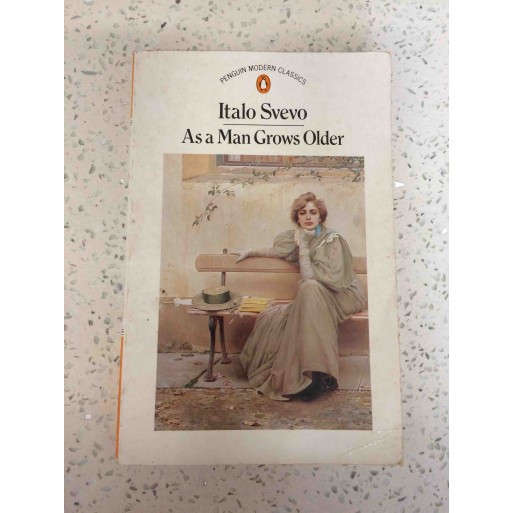 PENGUIN MODERN CLASSICS
Italo Svevo
As a Man Grows Older